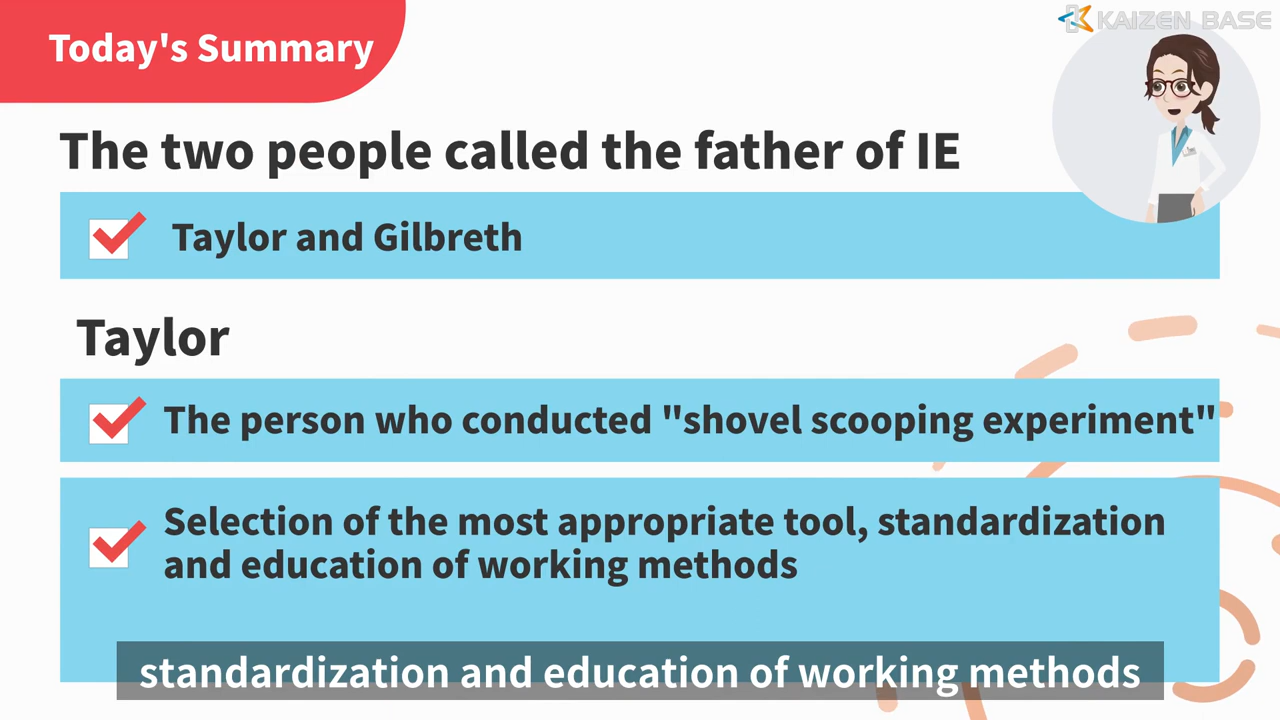 Today's Summary
KAIZEN BASE
The two people called the father of IE
Taylor and Gilbreth
Taylor
The person who conducted "shovel scooping experiment"
Selection of the most appropriate tool, standardization
and education of working methods
standardization and education of working methods